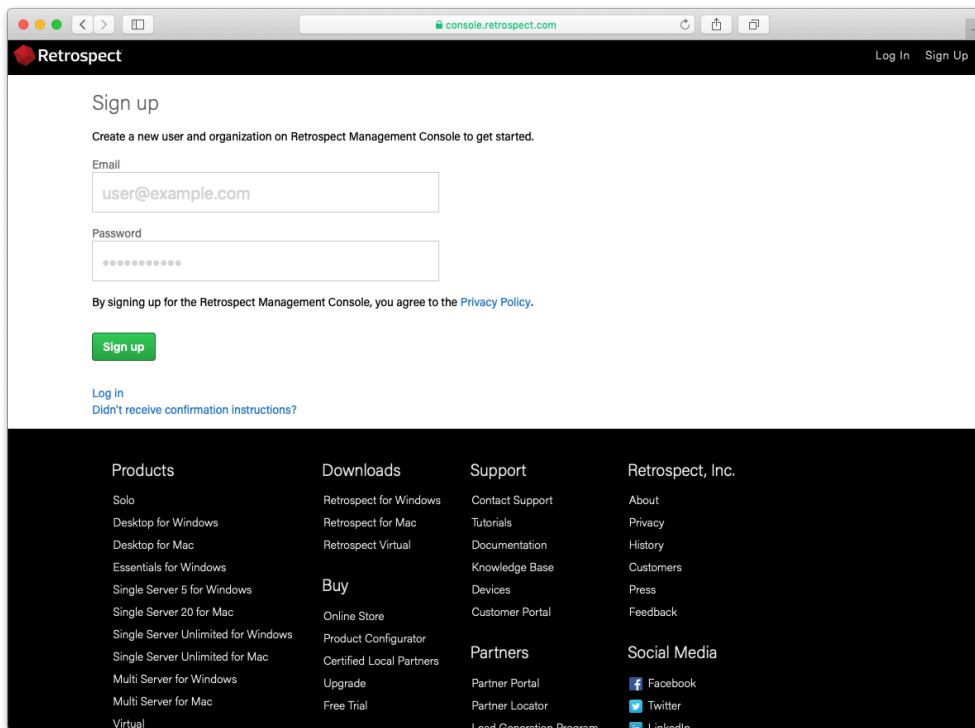 console.retrospect.com
Retrospect
Log In Sign Up
Sign up
Create a new user and organization on Retrospect Management Console to get started.
Email
user@example.com
Password
By signing up for the Retrospect Management Console, you agree to the Privacy Policy.
Sign up
Log in
Didn't receive confirmation instructions?
Products
Solo
Desktop for Windows
Desktop for Mac
Essentials for Windows
Single Server 5 for Windows
Single Server 20 for Mac
Single Server Unlimited for Windows
Single Server Unlimited for Mac
Multi Server for Windows
Multi Server for Mac
Virtual
Downloads
Retrospect for Windows
Retrospect for Mac
Retrospect Virtual
Buy
Online Store
Product Configurator
Certified Local Partners
Upgrade
Free Trial
Support
Contact Support
Tutorials
Documentation
Knowledge Base
Devices
Customer Portal
Partners
Partner Portal
Partner Locator
Lead Generation Program
Retrospect, Inc.
About
Privacy
History
Customers
Press
Feedback
Social Media
Facebook
Twitter
LinkedIn